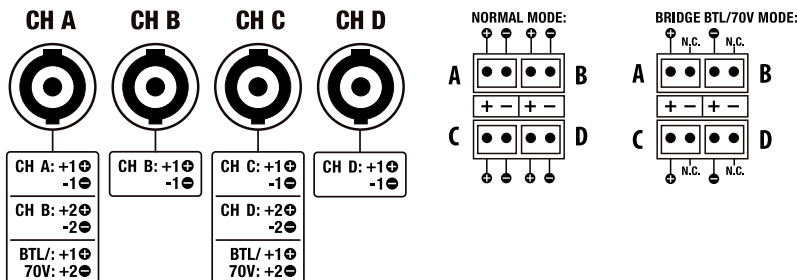 CH A
CH B
CH C
CH D
CH A: +1⊕
-1⊖
CH B: +2⊕
-2⊖
BTL/: +1⊕
70V: +2⊖
CH B: +1⊕
-1⊖
CH C: +1⊕
-1⊖
CH D: +2⊕
-2⊖
BTL/ +1⊕
70V: +2⊖
CH D: +1⊕
-1⊖
NORMAL MODE:
⊕ ⊖ ⊕ ⊖
A B
+ − + −
C D
⊕ ⊖ ⊕ ⊖
BRIDGE BTL/70V MODE:
⊕ N.C. ⊖ N.C.
A B
+ − + −
C D
⊕ N.C. ⊖ N.C.